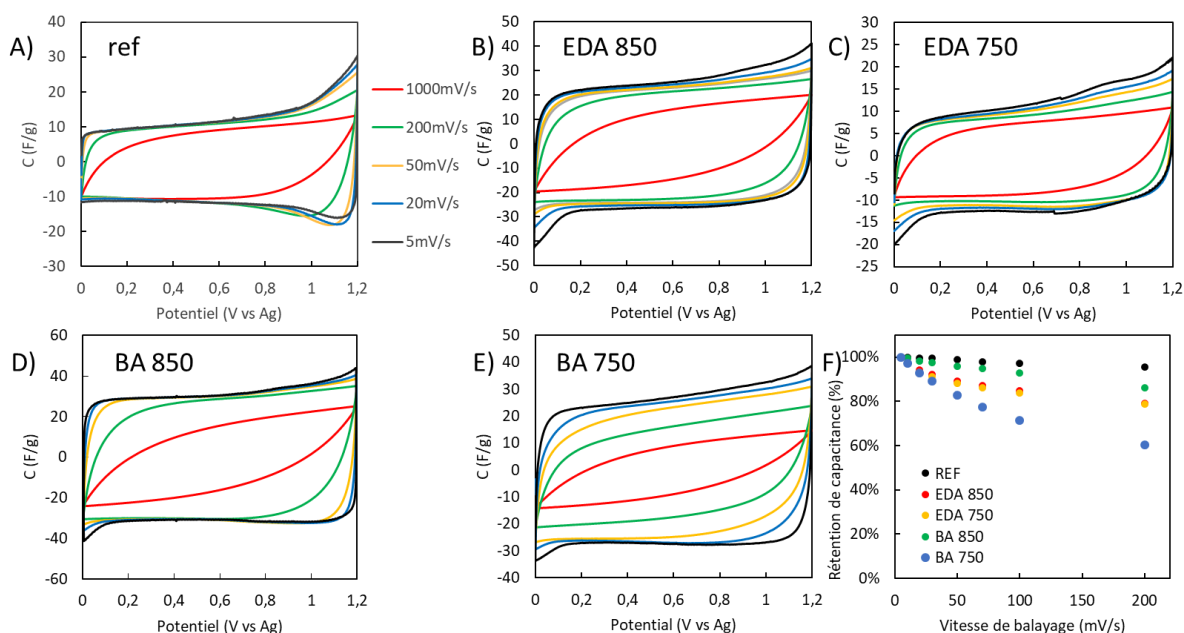 A)
ref
C (F/g)
40
30
20
10
0
-10
-20
-30
0
0,2
0,4
0,6
0,8
1
1,2
Potentiel (V vs Ag)
1000mV/s
200mV/s
50mV/s
20mV/s
5mV/s
B)
EDA 850
C (F/g)
50
40
30
20
10
0
-10
-20
-30
-40
-50
0
0,2
0,4
0,6
0,8
1
1,2
Potentiel (V vs Ag)
C)
EDA 750
C (F/g)
30
25
20
15
10
5
0
-5
-10
-15
-20
-25
0
0,2
0,4
0,6
0,8
1
1,2
Potentiel (V vs Ag)
D)
BA 850
C (F/g)
60
40
20
0
-20
-40
-60
0
0,2
0,4
0,6
0,8
1
1,2
Potentiel (V vs Ag)
E)
BA 750
C (F/g)
50
40
30
20
10
0
-10
-20
-30
-40
0
0,2
0,4
0,6
0,8
1
1,2
Potentiel (V vs Ag)
F)
Rétention de capacitance (%)
100%
80%
60%
40%
20%
0%
REF
EDA 850
EDA 750
BA 850
BA 750
0
50
100
150
200
Vitesse de balayage (mV/s)